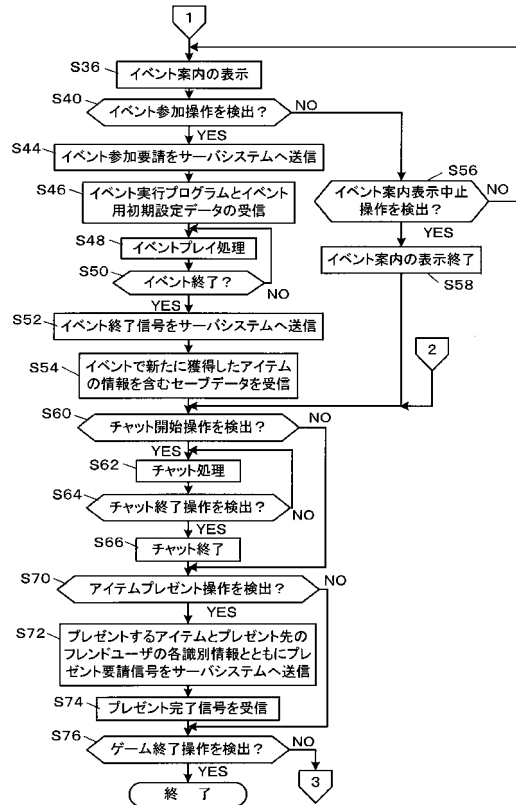 1
S36
イベント案内の表示
S40
イベント参加操作を検出?
NO
YES
S44
イベント参加要請をサーバシステムへ送信
S46
イベント実行プログラムとイベント
用初期設定データの受信
S48
イベントプレイ処理
S50
イベント終了?
NO
YES
S52
イベント終了信号をサーバシステムへ送信
S54
イベントで新たに獲得したアイテム
の情報を含むセーブデータを受信
S56
イベント案内表示中止
操作を検出?
NO
YES
イベント案内の表示終了
S58
2
S60
チャット開始操作を検出?
NO
YES
S62
チャット処理
S64
チャット終了操作を検出?
NO
YES
S66
チャット終了
S70
アイテムプレゼント操作を検出?
NO
YES
S72
プレゼントするアイテムとプレゼント先の
フレンドユーザの各識別情報とともにプレ
ゼント要請信号をサーバシステムへ送信
S74
プレゼント完了信号を受信
S76
ゲーム終了操作を検出?
NO
YES
3
終 了